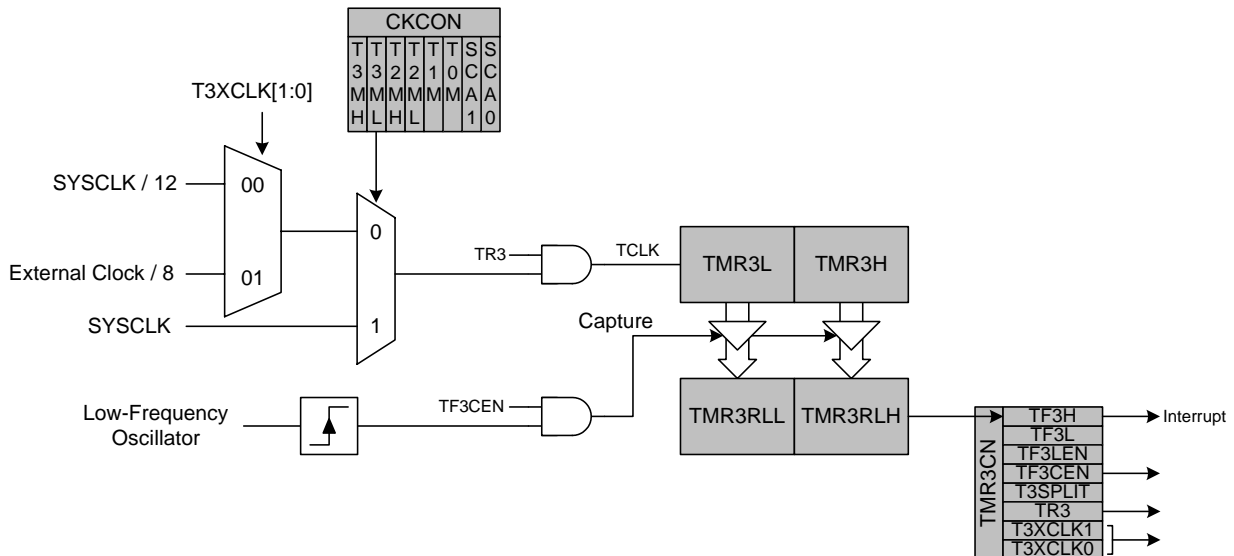 CKCON
T3MH
T3ML
T2MH
T2ML
T1M
T0M
SCA1
SCA0
T3XCLK[1:0]
SYSCLK / 12
00
External Clock / 8
01
SYSCLK
0
1
TR3
TCLK
TMR3L
TMR3H
Capture
Low-Frequency
Oscillator
TF3CEN
TMR3RLL
TMR3RLH
TMR3CN
TF3H
Interrupt
TF3L
TF3LEN
TF3CEN
T3SPLIT
TR3
T3XCLK1
T3XCLK0